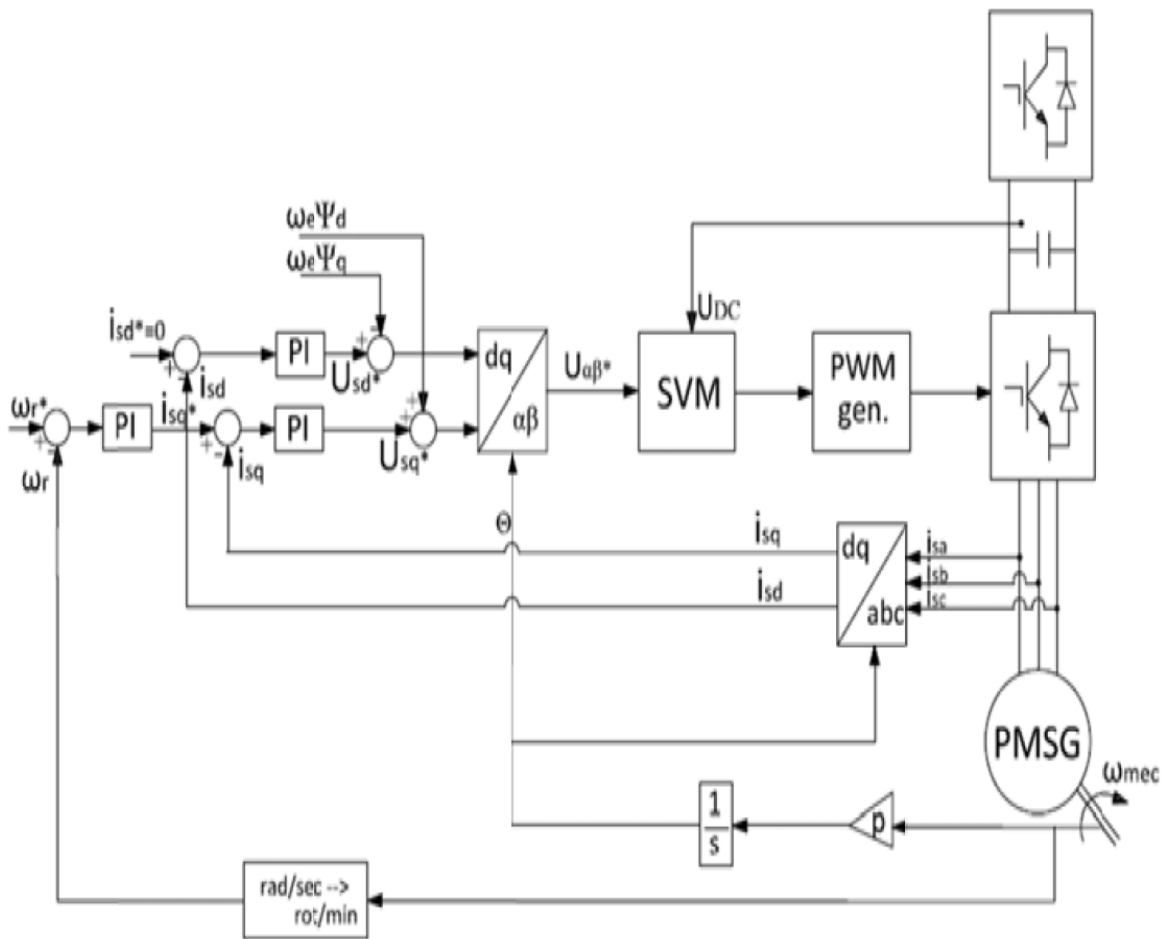 ωeΨd
ωeΨq
UDC
isd*=0
+
-
isd
PI
Usd*
+
-
dq
αβ
Uαβ*
SVM
PWM
gen.
ωr*
+
-
ωr
PI
isq*
+
-
isq
PI
Usq*
+
+
Θ
isq
isd
dq
abc
isa
isb
isc
PMSG
ωmec
1
s
p
rad/sec -->
rot/min